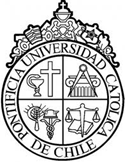 PONTIFICIA UNIVERSIDAD CATOLICA
DE CHILE